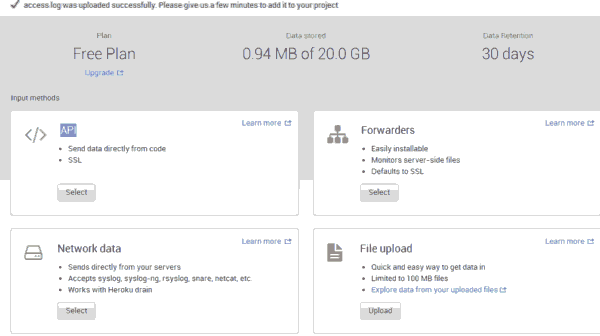 access.log was uploaded successfully. Please give us a few minutes to add it to your project
Plan
Data stored
Data Retention
Free Plan
0.94 MB of 20.0 GB
30 days
Upgrade
Input methods
API
Learn more
Send data directly from code
SSL
Select
Forwarders
Learn more
Easily installable
Monitors server-side files
Defaults to SSL
Select
Network data
Learn more
Sends directly from your servers
Accepts syslog, syslog-ng, rsyslog, snare, netcat, etc.
Works with Heroku drain
Select
File upload
Learn more
Quick and easy way to get data in
Limited to 100 MB files
Explore data from your uploaded files
Upload